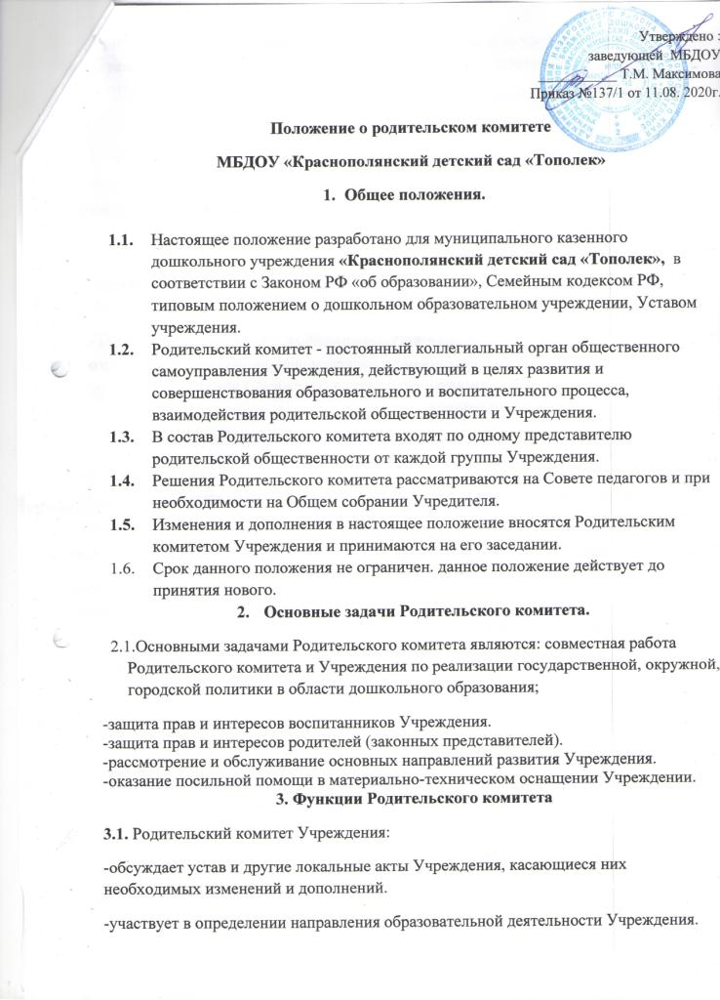 Утверждено :
заведующей МБДОУ
__________ Т.М. Максимова
Приказ №137/1 от 11.08. 2020г.
Положение о родительском комитете
МБДОУ «Краснополянский детский сад «Тополек»
1. Общее положения.
1.1. Настоящее положение разработано для муниципального казенного
дошкольного учреждения «Краснополянский детский сад «Тополек», в
соответствии с Законом РФ «об образовании», Семейным кодексом РФ,
типовым положением о дошкольном образовательном учреждении, Уставом
учреждения.
1.2. Родительский комитет - постоянный коллегиальный орган общественного
самоуправления Учреждения, действующий в целях развития и
совершенствования образовательного и воспитательного процесса,
взаимодействия родительской общественности и Учреждения.
1.3. В состав Родительского комитета входят по одному представителю
родительской общественности от каждой группы Учреждения.
1.4. Решения Родительского комитета рассматриваются на Совете педагогов и при
необходимости на Общем собрании Учредителя.
1.5. Изменения и дополнения в настоящее положение вносятся Родительским
комитетом Учреждения и принимаются на его заседании.
1.6. Срок данного положения не ограничен. данное положение действует до
принятия нового.
2. Основные задачи Родительского комитета.
2.1.Основными задачами Родительского комитета являются: совместная работа
Родительского комитета и Учреждения по реализации государственной, окружной,
городской политики в области дошкольного образования;
-защита прав и интересов воспитанников Учреждения.
-защита прав и интересов родителей (законных представителей).
-рассмотрение и обслуживание основных направлений развития Учреждения.
-оказание посильной помощи в материально-техническом оснащении Учреждении.
3. Функции Родительского комитета
3.1. Родительский комитет Учреждения:
-обсуждает устав и другие локальные акты Учреждения, касающиеся них
необходимых изменений и дополнений.
-участвует в определении направления образовательной деятельности Учреждения.